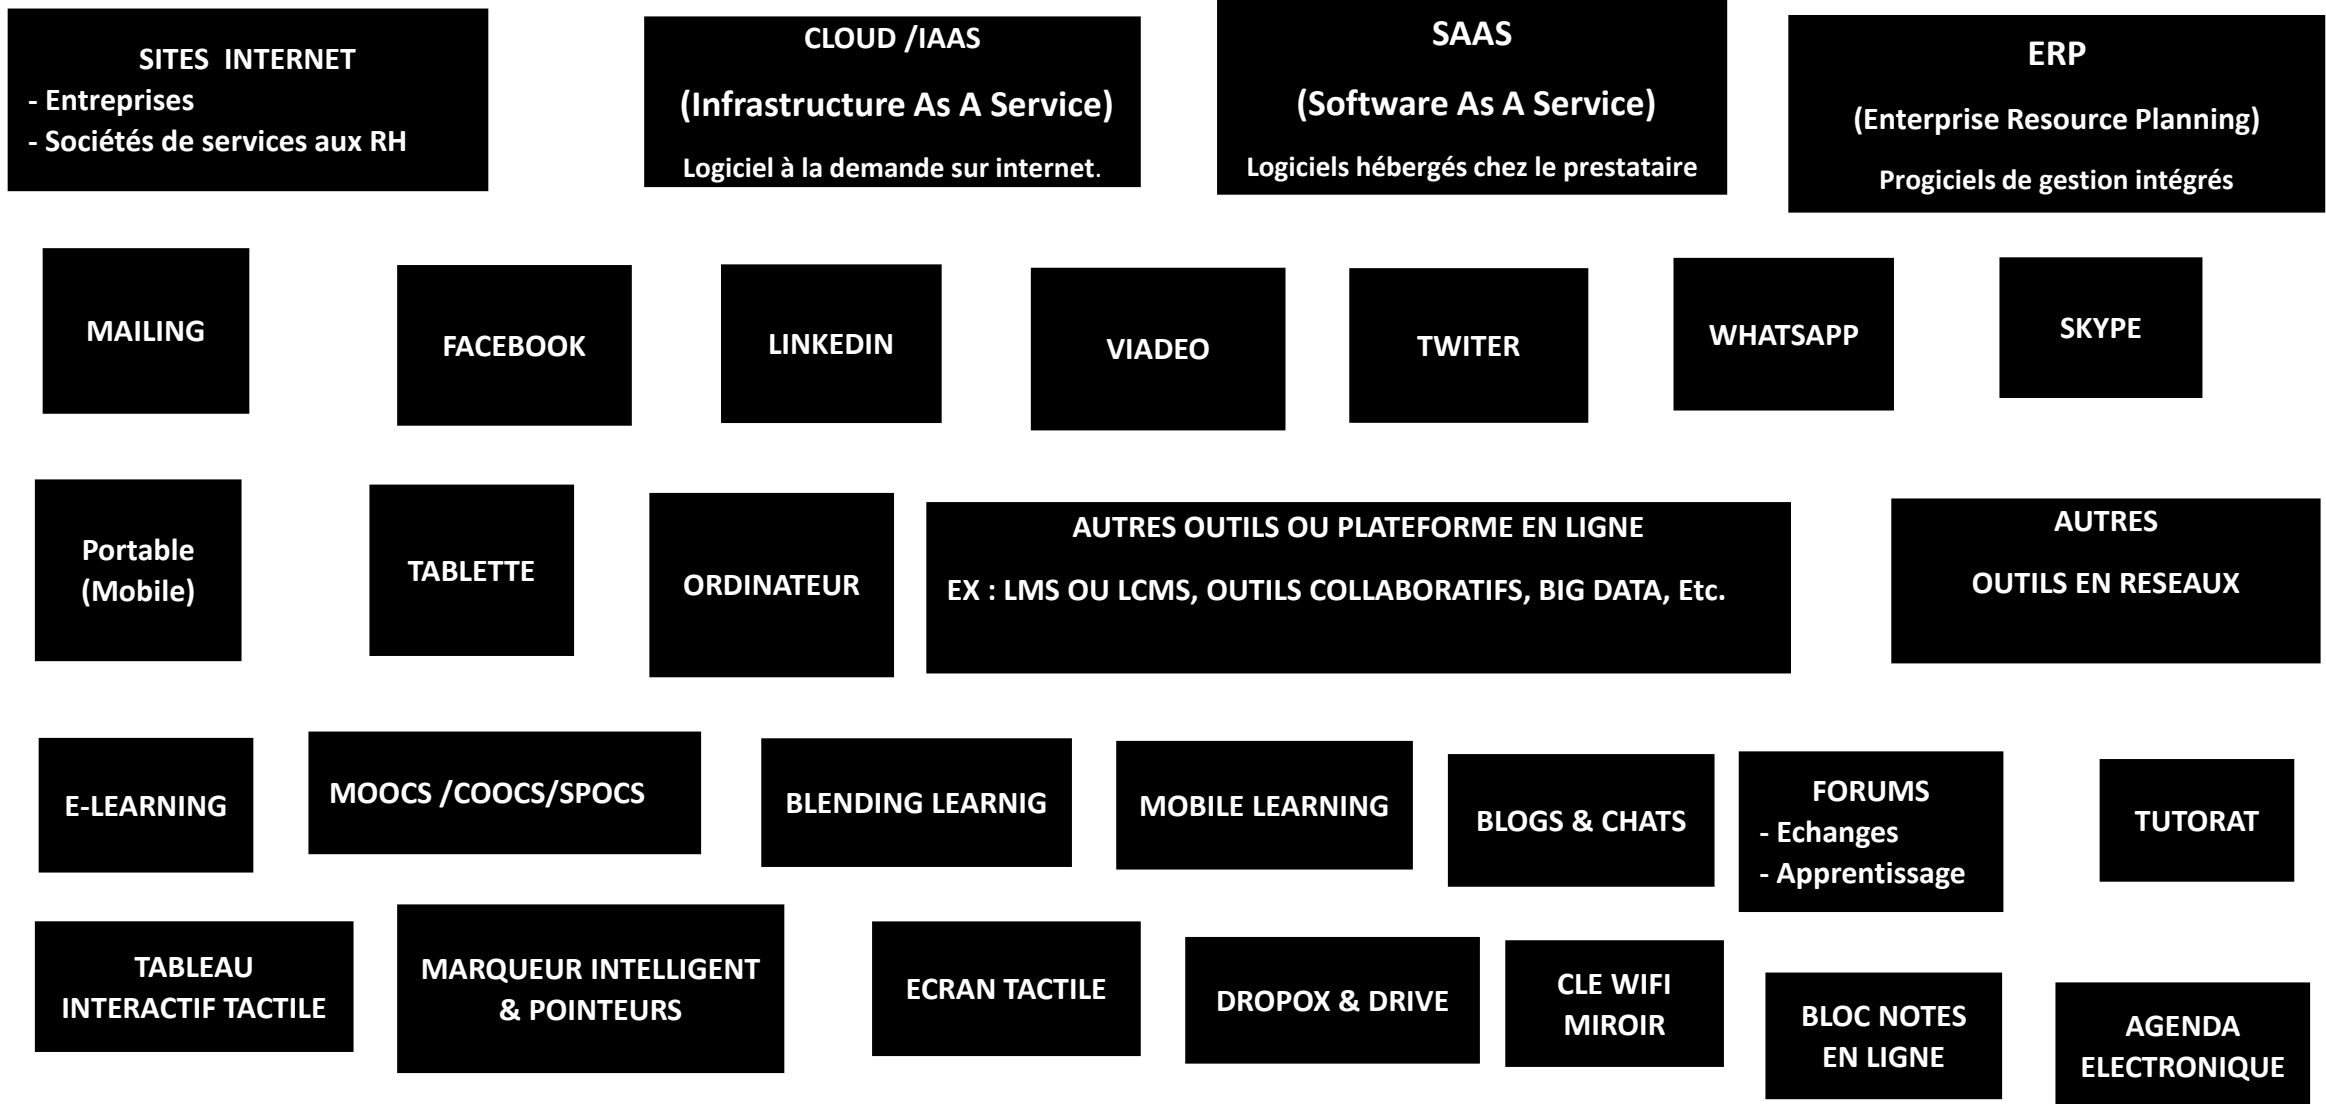 SITES  INTERNET
- Entreprises
- Sociétés de services aux RH
CLOUD /IAAS
(Infrastructure As A Service)
Logiciel à la demande sur internet.
SAAS
(Software As A Service)
Logiciels hébergés chez le prestataire
ERP
(Enterprise Resource Planning)
Progiciels de gestion intégrés
MAILING
FACEBOOK
LINKEDIN
VIADEO
TWITER
WHATSAPP
SKYPE
Portable
(Mobile)
TABLETTE
ORDINATEUR
AUTRES OUTILS OU PLATEFORME EN LIGNE
EX : LMS OU LCMS, OUTILS COLLABORATIFS, BIG DATA, Etc.
AUTRES
OUTILS EN RESEAUX
E-LEARNING
MOOCS /COOCS/SPOCS
BLENDING LEARNIG
MOBILE LEARNING
BLOGS & CHATS
FORUMS
- Echanges
- Apprentissage
TUTORAT
TABLEAU
INTERACTIF TACTILE
MARQUEUR INTELLIGENT
& POINTEURS
ECRAN TACTILE
DROPOX & DRIVE
CLE WIFI
MIROIR
BLOC NOTES
EN LIGNE
AGENDA
ELECTRONIQUE